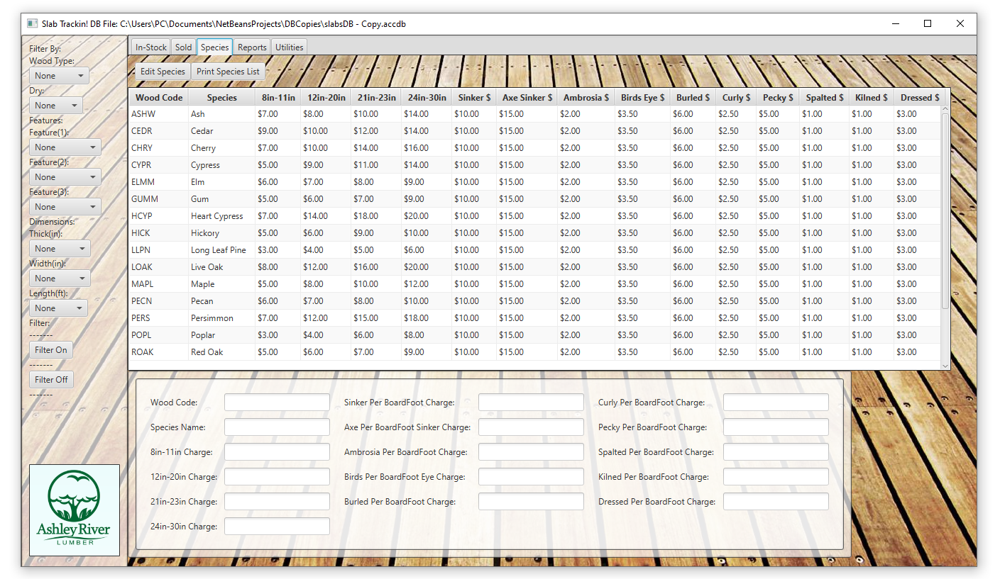 Slab Trackin! DB File: C:\Users\PC\Documents\NetBeansProjects\DBCopies\slabsDB - Copy.accdb
Filter By:
Wood Type:
None
Dry:
None
Features:
Feature(1):
None
Feature(2):
None
Feature(3):
None
Dimensions:
Thick(in):
None
Width(in):
None
Length(ft):
None
Filter:
-------
Filter On
-------
Filter Off
-------
Ashley River
LUMBER
In-Stock Sold Species Reports Utilities
Edit Species Print Species List
Wood Code Species 8in-11in 12in-20in 21in-23in 24in-30in Sinker $ Axe Sinker $ Ambrosia $ Birds Eye $ Burled $ Curly $ Pecky $ Spalted $ Kilned $ Dressed $
ASHW Ash $7.00 $8.00 $10.00 $14.00 $10.00 $15.00 $2.00 $3.50 $6.00 $2.50 $5.00 $1.00 $1.00 $3.00
CEDR Cedar $9.00 $10.00 $12.00 $14.00 $10.00 $15.00 $2.00 $3.50 $6.00 $2.50 $5.00 $1.00 $1.00 $3.00
CHRY Cherry $7.00 $10.00 $14.00 $16.00 $10.00 $15.00 $2.00 $3.50 $6.00 $2.50 $5.00 $1.00 $1.00 $3.00
CYPR Cypress $5.00 $9.00 $11.00 $14.00 $10.00 $15.00 $2.00 $3.50 $6.00 $2.50 $5.00 $1.00 $1.00 $3.00
ELMM Elm $6.00 $7.00 $8.00 $9.00 $10.00 $15.00 $2.00 $3.50 $6.00 $2.50 $5.00 $1.00 $1.00 $3.00
GUMM Gum $5.00 $6.00 $7.00 $9.00 $10.00 $15.00 $2.00 $3.50 $6.00 $2.50 $5.00 $1.00 $1.00 $3.00
HCYP Heart Cypress $7.00 $14.00 $18.00 $20.00 $10.00 $15.00 $2.00 $3.50 $6.00 $2.50 $5.00 $1.00 $1.00 $3.00
HICK Hickory $5.00 $6.00 $9.00 $10.00 $10.00 $15.00 $2.00 $3.50 $6.00 $2.50 $5.00 $1.00 $1.00 $3.00
LLPN Long Leaf Pine $3.00 $4.00 $5.00 $6.00 $10.00 $15.00 $2.00 $3.50 $6.00 $2.50 $5.00 $1.00 $1.00 $3.00
LOAK Live Oak $8.00 $12.00 $16.00 $20.00 $10.00 $15.00 $2.00 $3.50 $6.00 $2.50 $5.00 $1.00 $1.00 $3.00
MAPL Maple $5.00 $8.00 $10.00 $12.00 $10.00 $15.00 $2.00 $3.50 $6.00 $2.50 $5.00 $1.00 $1.00 $3.00
PECN Pecan $6.00 $7.00 $8.00 $10.00 $10.00 $15.00 $2.00 $3.50 $6.00 $2.50 $5.00 $1.00 $1.00 $3.00
PERS Persimmon $7.00 $12.00 $15.00 $18.00 $10.00 $15.00 $2.00 $3.50 $6.00 $2.50 $5.00 $1.00 $1.00 $3.00
POPL Poplar $3.00 $4.00 $6.00 $8.00 $10.00 $15.00 $2.00 $3.50 $6.00 $2.50 $5.00 $1.00 $1.00 $3.00
ROAK Red Oak $5.00 $6.00 $7.00 $9.00 $10.00 $15.00 $2.00 $3.50 $6.00 $2.50 $5.00 $1.00 $1.00 $3.00
Wood Code: Sinker Per BoardFoot Charge: Curly Per BoardFoot Charge:
Species Name: Axe Per BoardFoot Sinker Charge: Pecky Per BoardFoot Charge:
8in-11in Charge: Ambrosia Per BoardFoot Charge: Spalted Per BoardFoot Charge:
12in-20in Charge: Birds Per BoardFoot Eye Charge: Kilned Per BoardFoot Charge:
21in-23in Charge: Burled Per BoardFoot Charge: Dressed Per BoardFoot Charge:
24in-30in Charge: